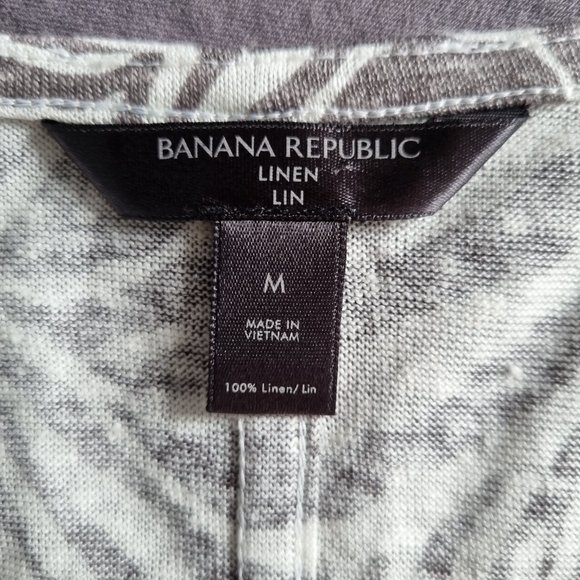 BANANA REPUBLIC
LINEN
LIN
M
MADE IN
VIETNAM
100% Linen/Lin